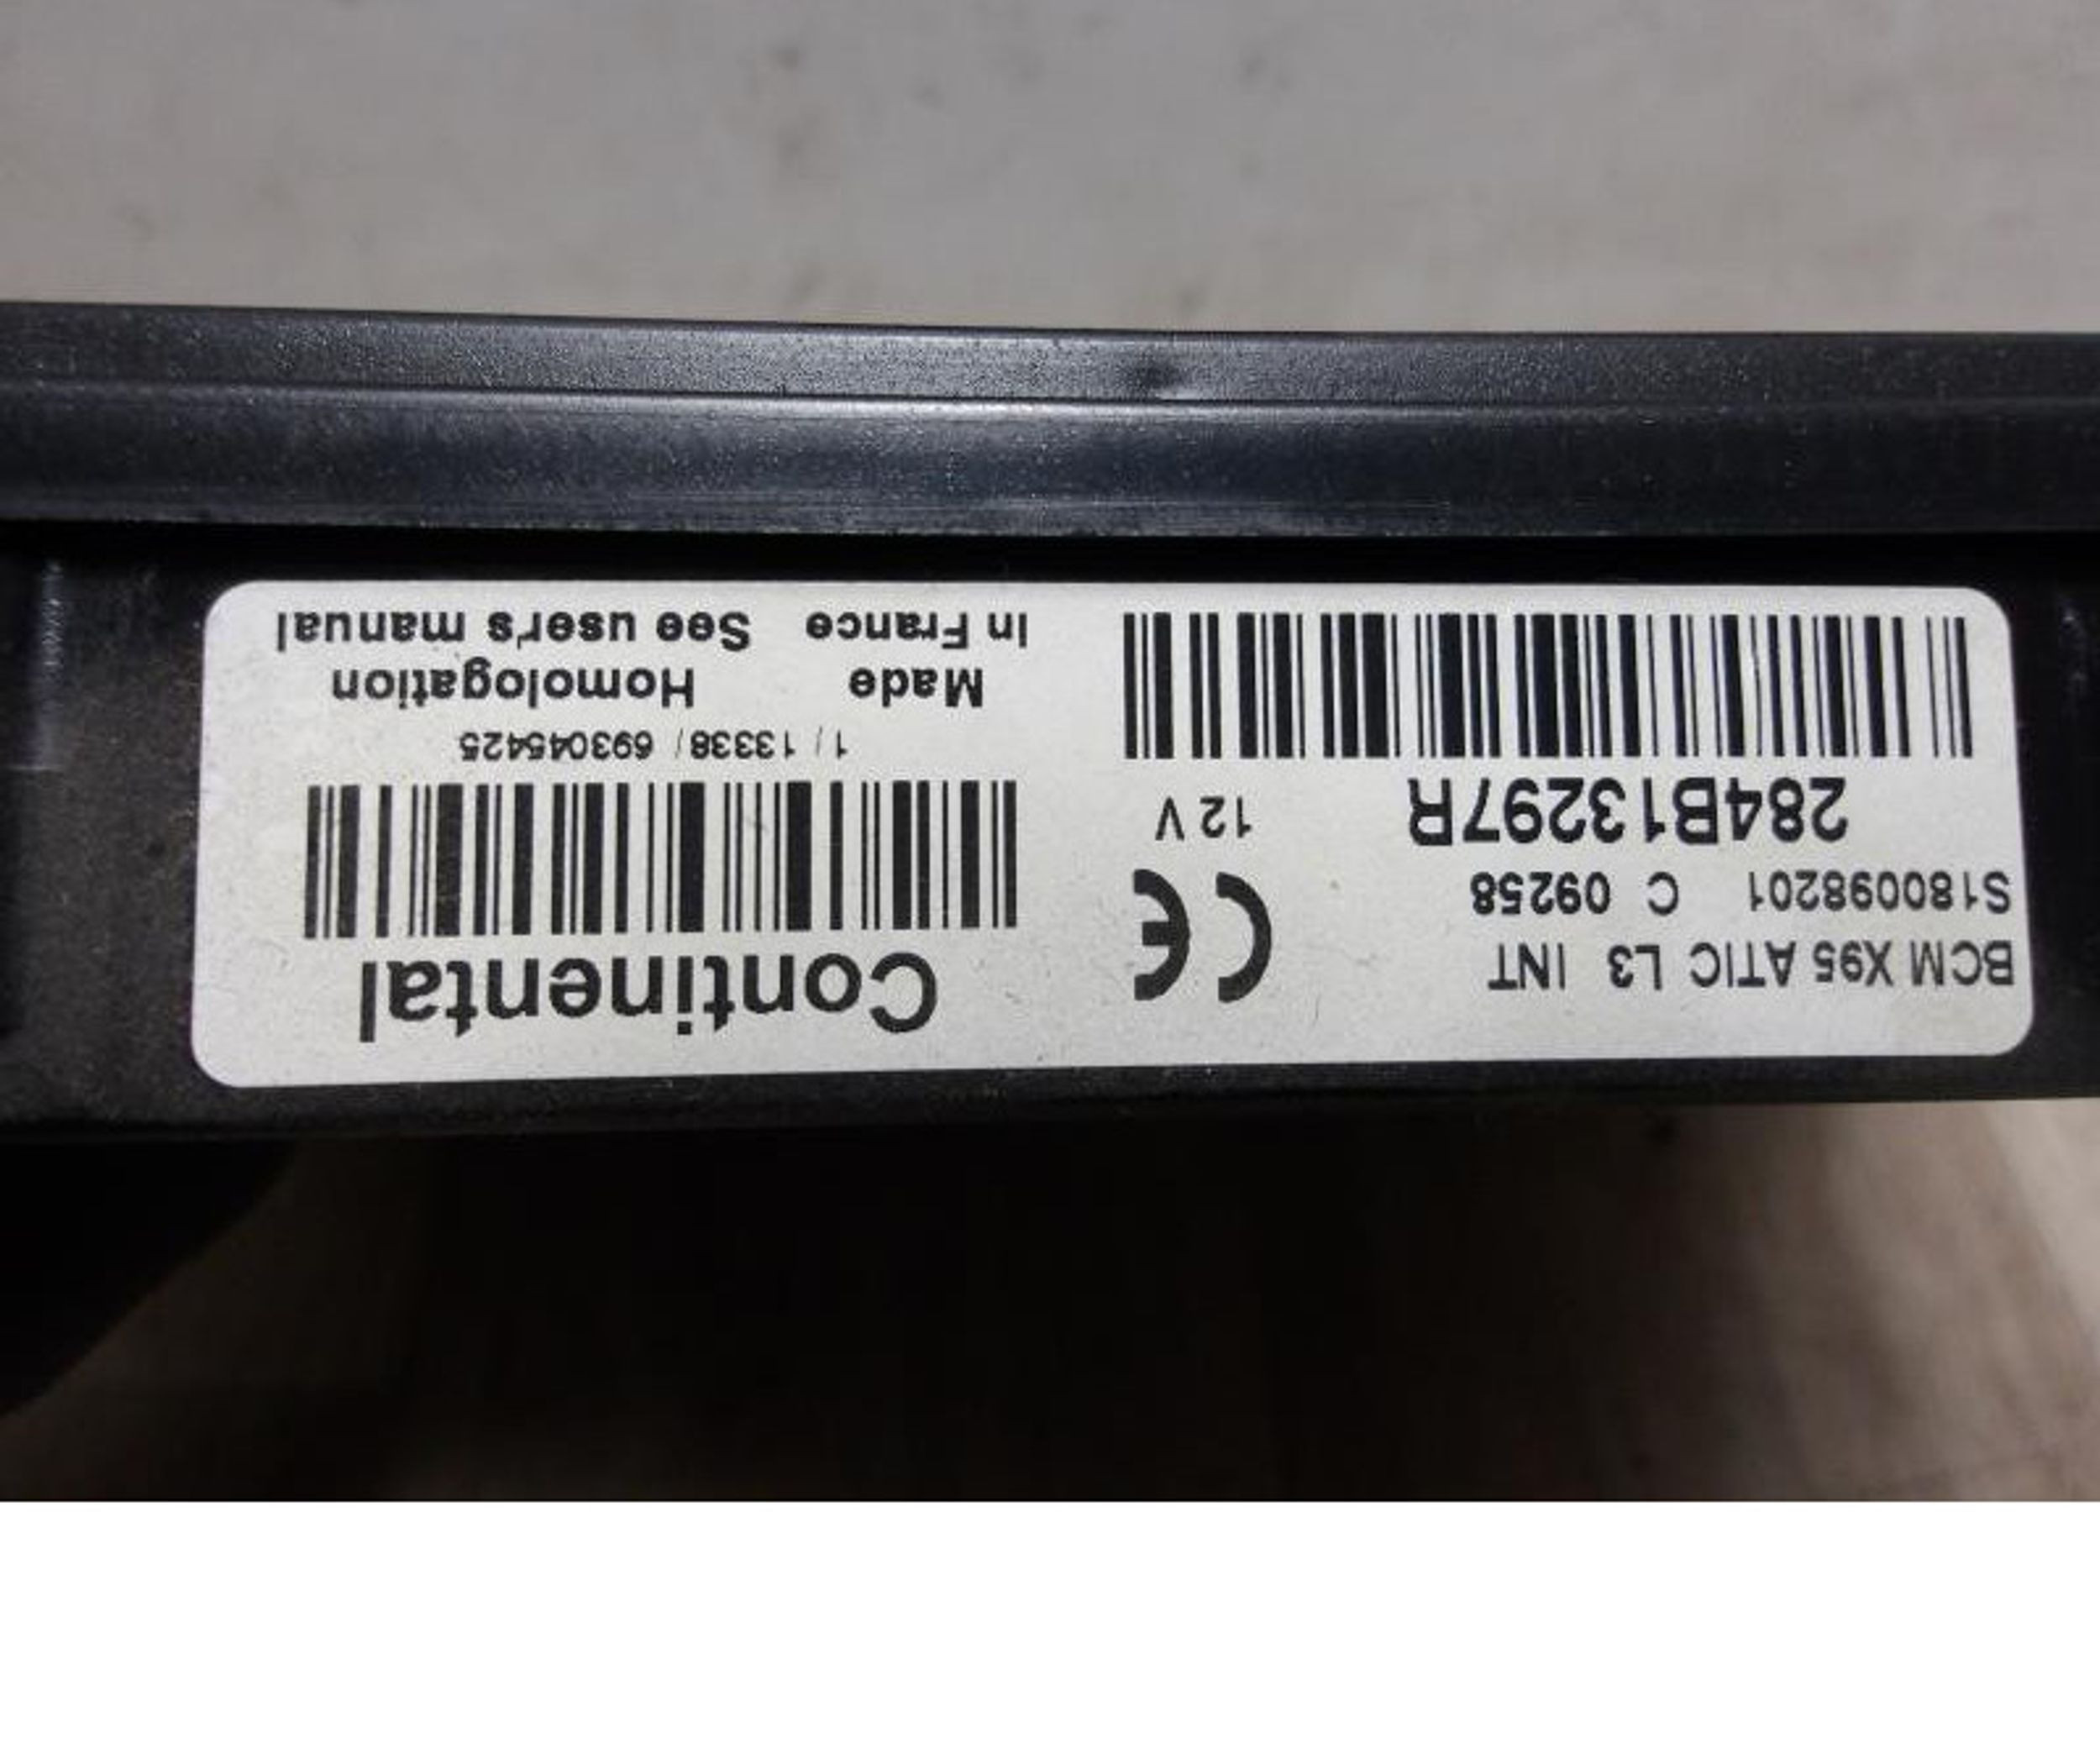 BCM X95 ATIC L3 INT
S180098201 C 09258
284B13297R
12 V
CE
Continental
1 / 13338 / 693045425
Made
In France
Homologation
See user's manual